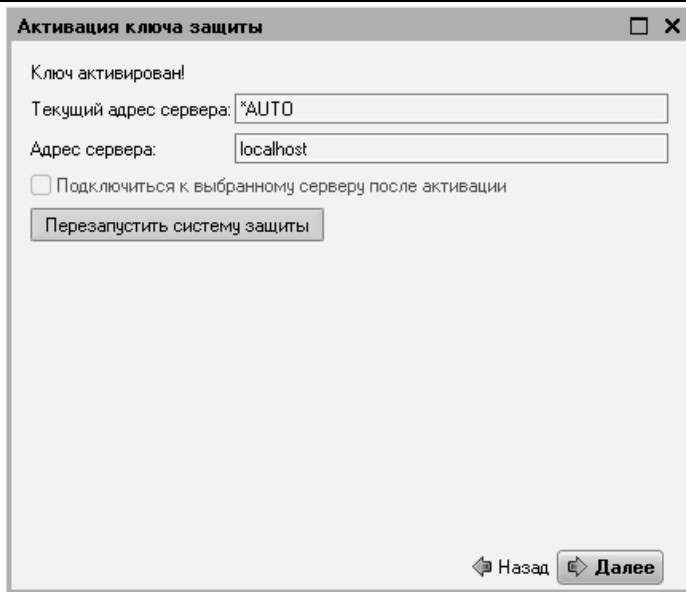 Активация ключа защиты
Ключ активирован!
Текущий адрес сервера: *AUTO
Адрес сервера: localhost
Подключиться к выбранному серверу после активации
Перезапустить систему защиты
Назад Далее